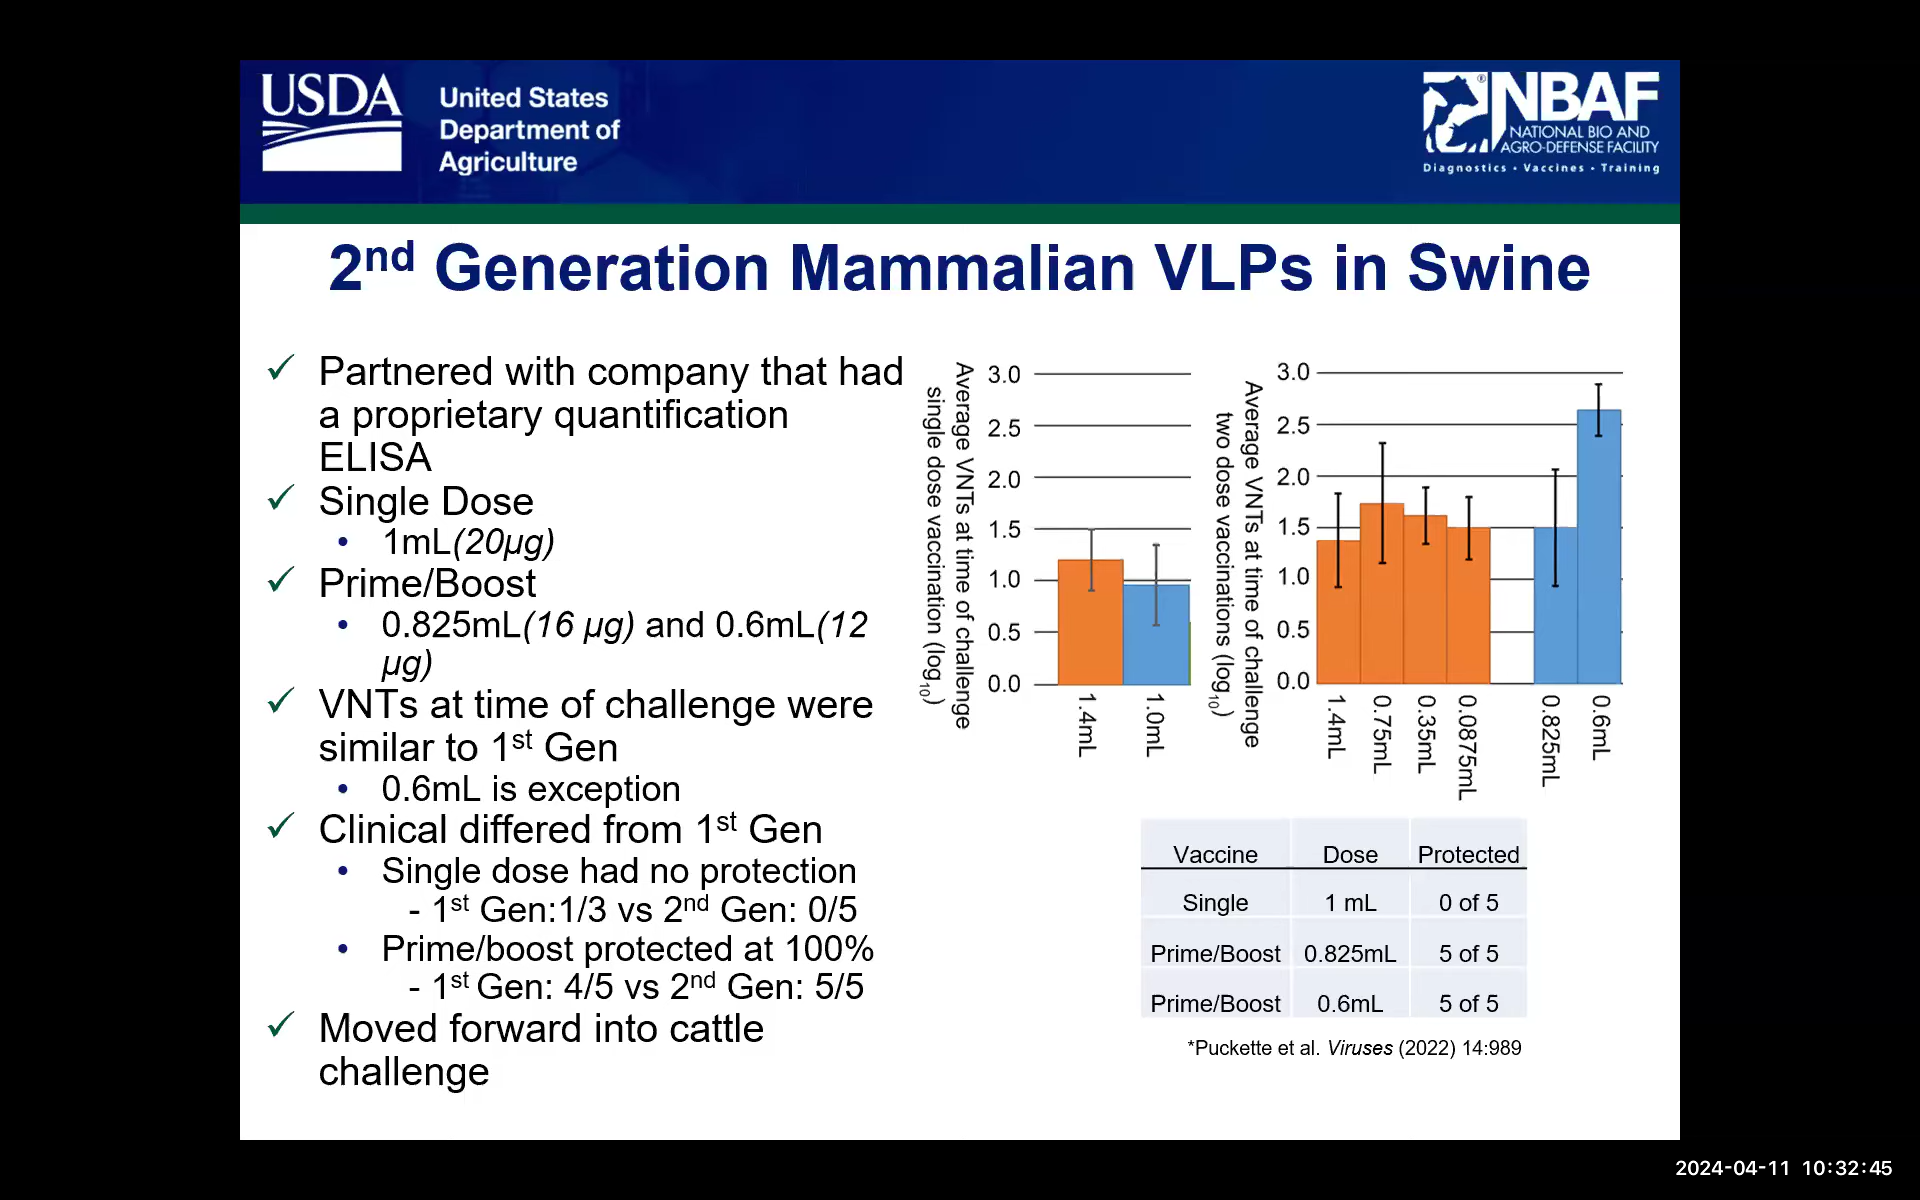 USDA
United States
Department of
Agriculture
NBAF
NATIONAL BIO AND
AGRO-DEFENSE FACILITY
Diagnostics • Vaccines • Training
2nd Generation Mammalian VLPs in Swine
✓ Partnered with company that had
a proprietary quantification
ELISA
✓ Single Dose
• 1mL(20µg)
✓ Prime/Boost
• 0.825mL(16 µg) and 0.6mL(12
µg)
✓ VNTs at time of challenge were
similar to 1st Gen
• 0.6mL is exception
✓ Clinical differed from 1st Gen
• Single dose had no protection
- 1st Gen:1/3 vs 2nd Gen: 0/5
• Prime/boost protected at 100%
- 1st Gen: 4/5 vs 2nd Gen: 5/5
✓ Moved forward into cattle
challenge
Average VNTs at time of challenge
single dose vaccination (log10)
3.0
2.5
2.0
1.5
1.0
0.5
0.0
1.4mL
1.0mL
Average VNTs at time of challenge
two dose vaccinations (log10)
3.0
2.5
2.0
1.5
1.0
0.5
0.0
1.4mL
0.75mL
0.35mL
0.0875mL
0.825mL
0.6mL
Vaccine Dose Protected
Single 1 mL 0 of 5
Prime/Boost 0.825mL 5 of 5
Prime/Boost 0.6mL 5 of 5
*Puckette et al. Viruses (2022) 14:989
2024-04-11 10:32:45